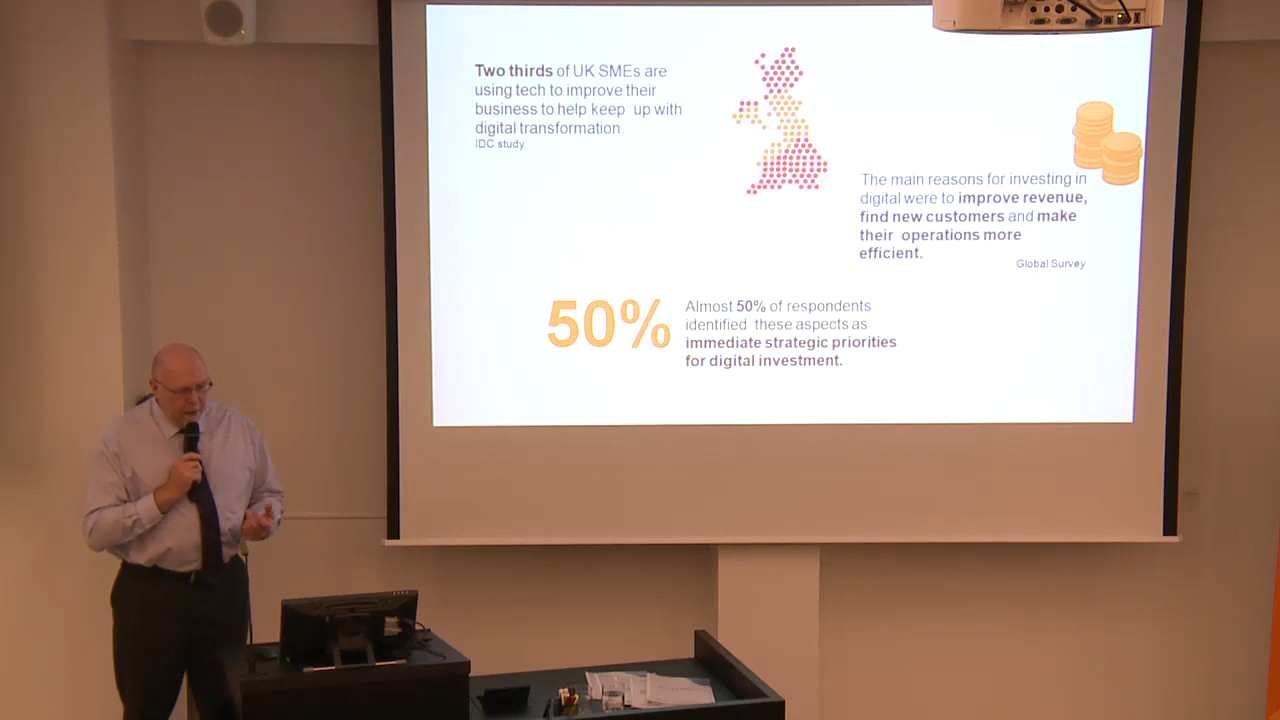 Two thirds of UK SMEs are
using tech to improve their
business to help keep up with
digital transformation.
IDC study
The main reasons for investing in
digital were to improve revenue,
find new customers and make
their operations more
efficient.
Global Survey
50%
Almost 50% of respondents
identified these aspects as
immediate strategic priorities
for digital investment.